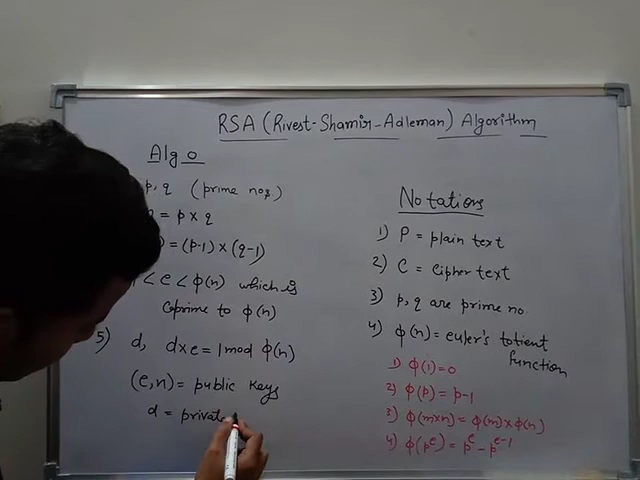 RSA (Rivest-Shamir-Adleman) Algorithm
Algo
p, q (prime nos)
= p × q
) = (p-1) × (q-1)
< e < φ(n) which is
Coprime to φ(n)
5) d, d×e = 1 mod φ(n)
(e,n) = public keys
d = privat
Notations
1) P = plain text
2) C = cipher text
3) p, q are prime no.
4) φ(n) = euler's totient
function
1) φ(1) = 0
2) φ(p) = p-1
3) φ(m×n) = φ(m) × φ(n)
4) φ(p^e) = p^e - p^e-1